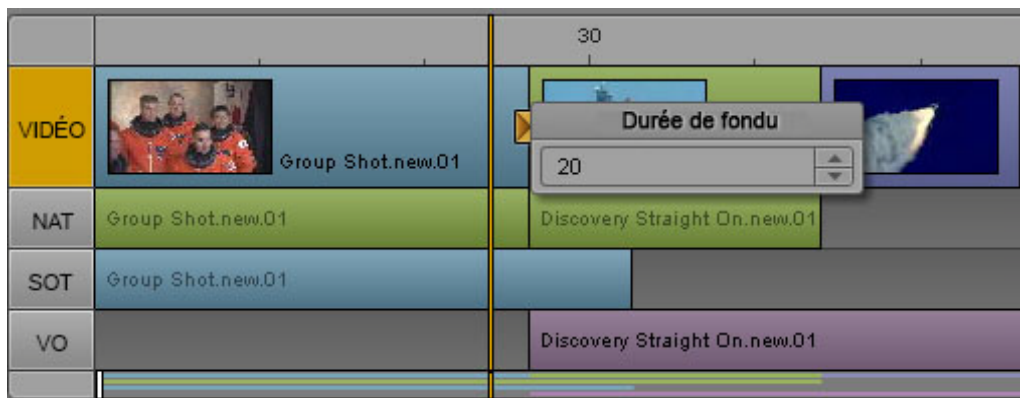 30
VIDÉO
Group Shot.new.01
Durée de fondu
20
NAT
Group Shot.new.01
Discovery Straight On.new.01
SOT
Group Shot.new.01
VO
Discovery Straight On.new.01